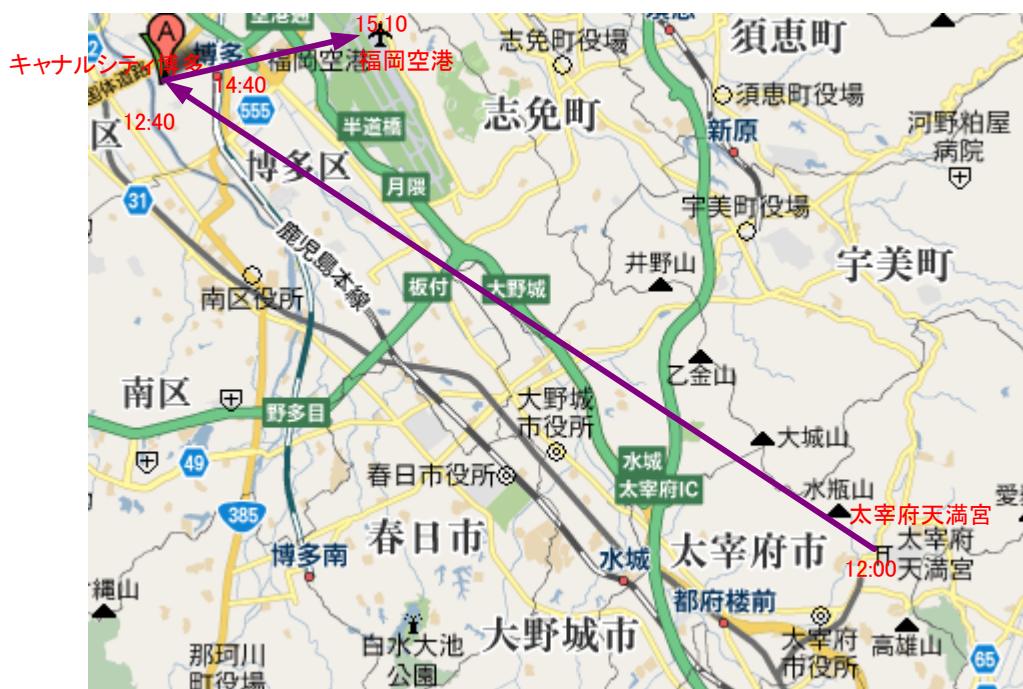 15:10
A
志免町役場
須恵町
博多
福岡空港
福岡空港
キャナルシティ博多
14:40
12:40
555
区
半道橋
志免町
須恵町役場
新原
河野粕屋
病院
博多区
月隈
31
宇美町役場
鹿児島本線
井野山
宇美町
南区役所
板付
大野城
乙金山
南区
野多目
大野城
市役所
大城山
49
水城
太宰府IC
春日市役所
水瓶山
385
太宰府天満宮
春日市
太宰府市
太宰府
天満宮
12:00
博多南
水城
都府楼前
白水大池
公園
大野城市
太宰府
市役所
高雄山
65
那珂川
町役場